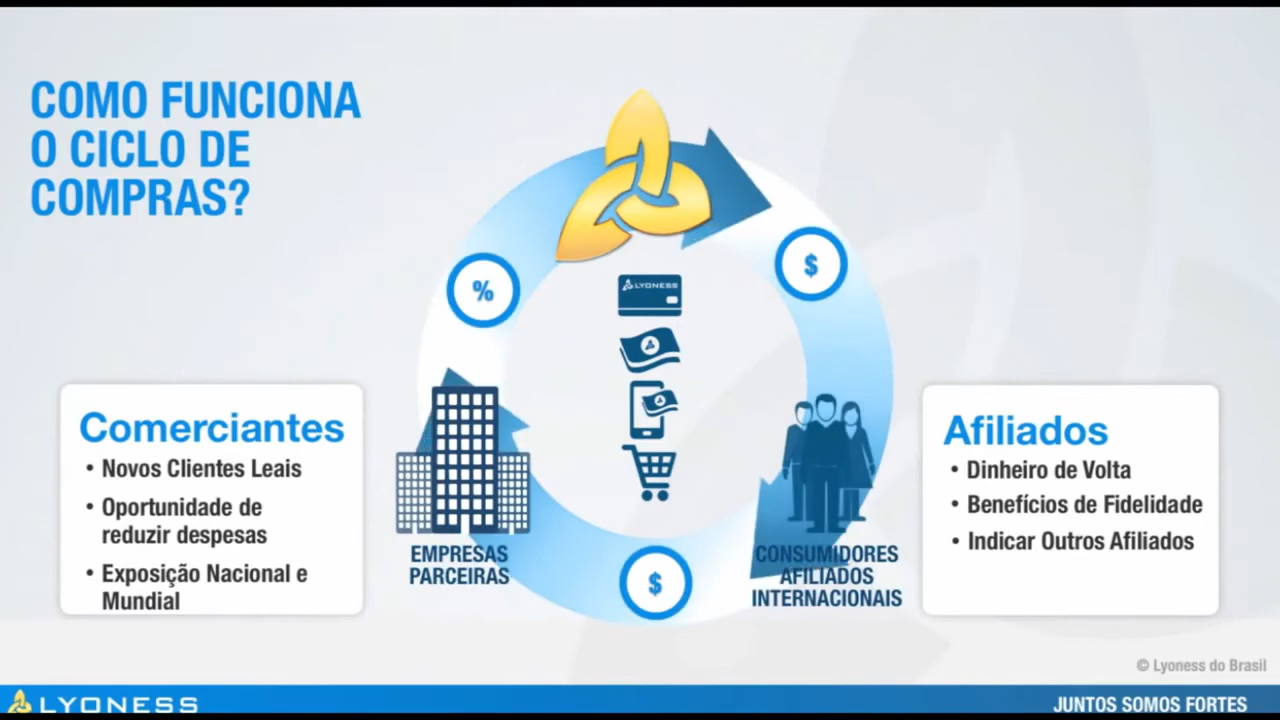 COMO FUNCIONA
O CICLO DE
COMPRAS?
%
$
LYONESS
Comerciantes
• Novos Clientes Leais
• Oportunidade de
reduzir despesas
• Exposição Nacional e
Mundial
EMPRESAS
PARCEIRAS
$
CONSUMIDORES
AFILIADOS
INTERNACIONAIS
Afiliados
• Dinheiro de Volta
• Benefícios de Fidelidade
• Indicar Outros Afiliados
© Lyoness do Brasil
LYONESS
JUNTOS SOMOS FORTES